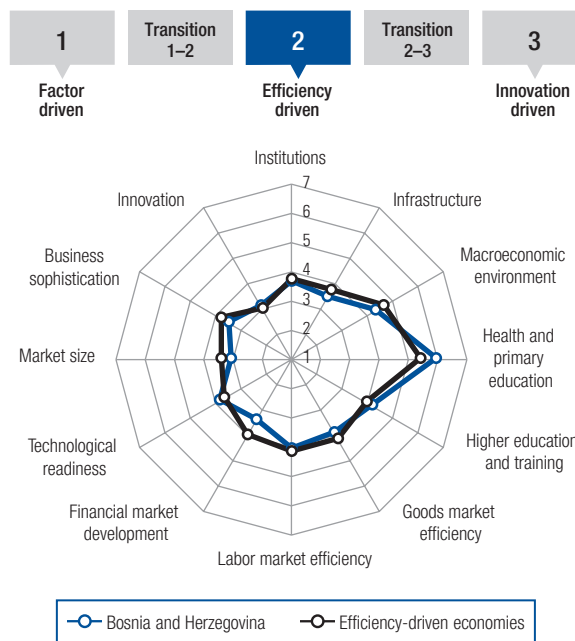 1
Transition
1–2
2
Transition
2–3
3
Factor
driven
Efficiency
driven
Innovation
driven
Institutions
7
6
5
4
3
2
1
Infrastructure
Macroeconomic
environment
Health and
primary
education
Higher education
and training
Goods market
efficiency
Labor market efficiency
Financial market
development
Technological
readiness
Market size
Business
sophistication
Innovation
Bosnia and Herzegovina
Efficiency-driven economies